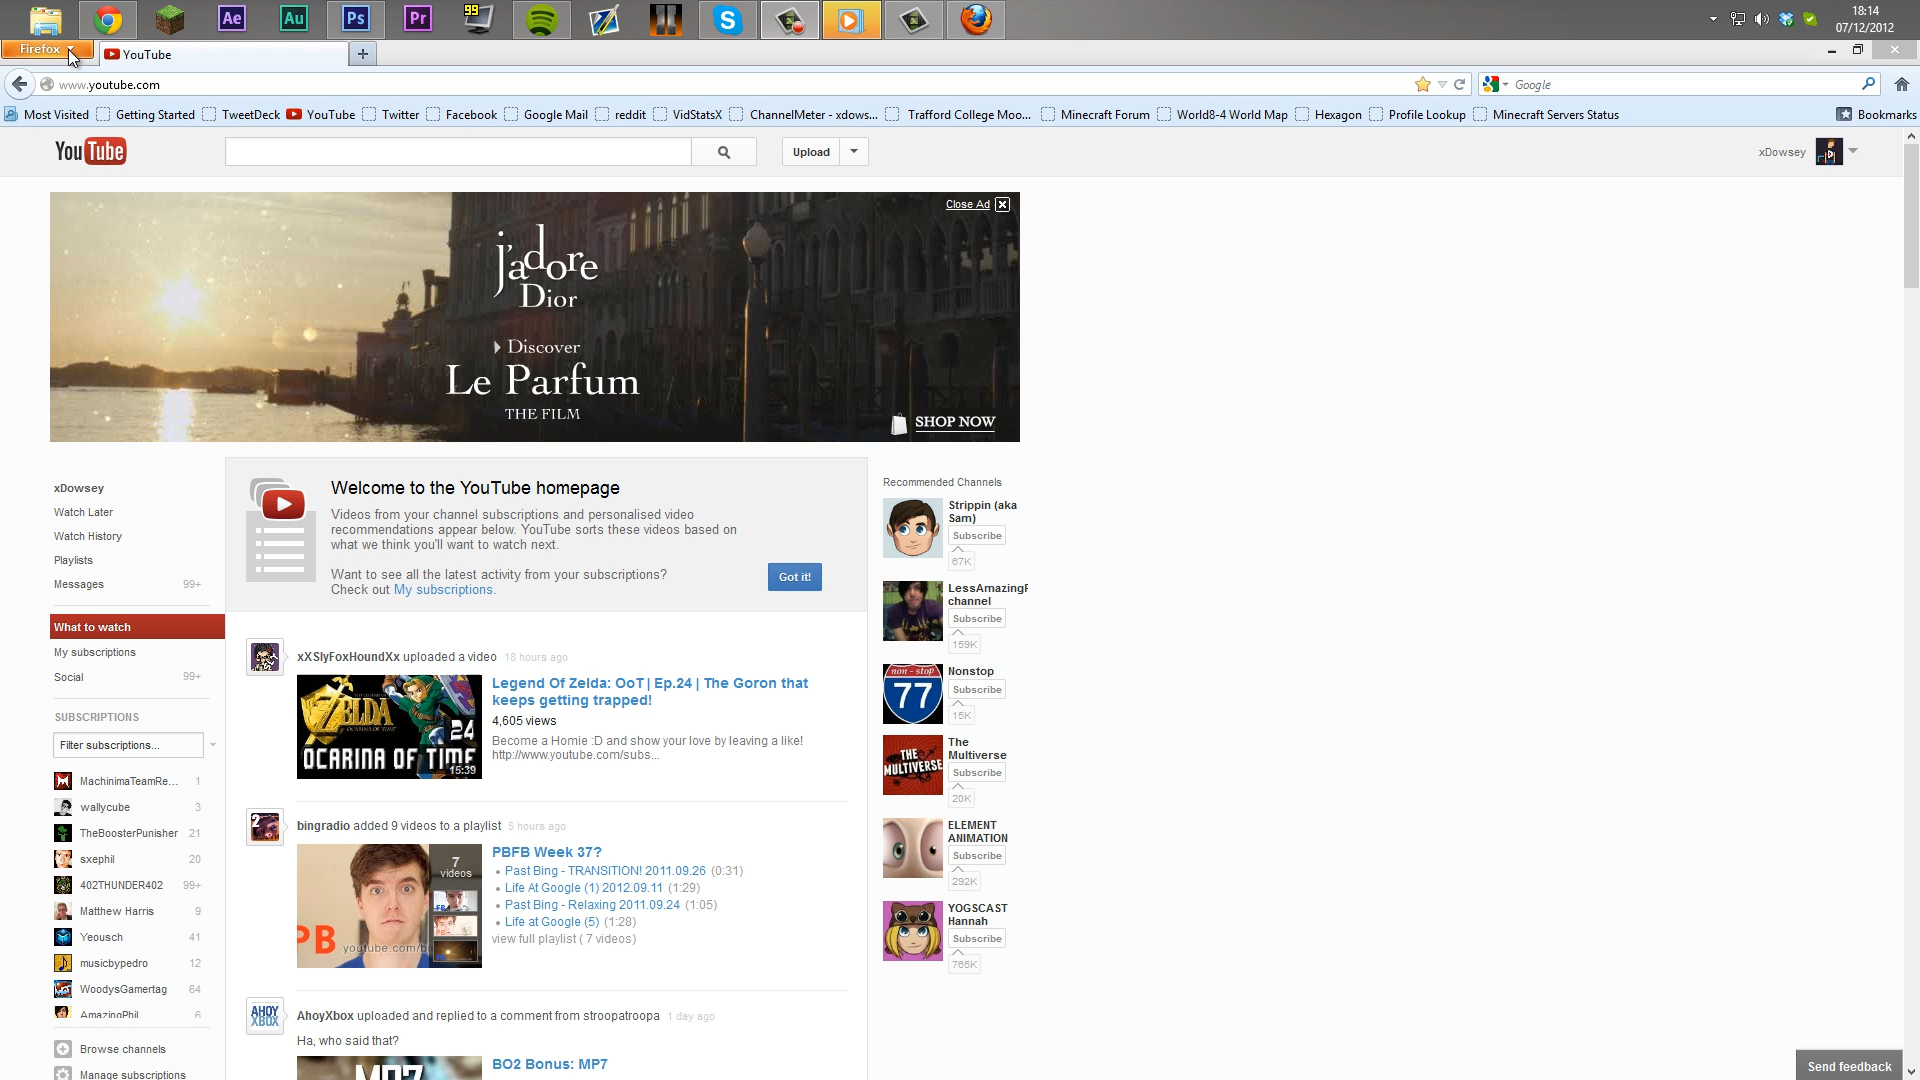 Ae
Au
Ps
Pr
99
18:14
07/12/2012
Firefox
YouTube
www.youtube.com
Google
Most Visited
Getting Started
TweetDeck
YouTube
Twitter
Facebook
Google Mail
reddit
VidStatsX
ChannelMeter - xdows...
Trafford College Moo...
Minecraft Forum
World8-4 World Map
Hexagon
Profile Lookup
Minecraft Servers Status
Bookmarks
YouTube
Upload
xDowsey
Close Ad
j'adore
Dior
Discover
Le Parfum
THE FILM
SHOP NOW
xDowsey
Watch Later
Watch History
Playlists
Messages 99+
What to watch
My subscriptions
Social 99+
SUBSCRIPTIONS
Filter subscriptions...
MachinimaTeamRe... 1
wallycube 3
TheBoosterPunisher 21
sxephil 20
402THUNDER402 99+
Matthew Harris 9
Yeousch 41
musicbypedro 12
WoodysGamertag 64
AmazingPhil 6
Browse channels
Manage subscriptions
Welcome to the YouTube homepage
Videos from your channel subscriptions and personalised video
recommendations appear below. YouTube sorts these videos based on
what we think you'll want to watch next.
Want to see all the latest activity from your subscriptions?
Check out My subscriptions.
Got it!
xXSlyFoxHoundXx uploaded a video 18 hours ago
ZELDA
OCARINA OF TIME
24
15:39
Legend Of Zelda: OoT | Ep.24 | The Goron that
keeps getting trapped!
4,605 views
Become a Homie :D and show your love by leaving a like!
http://www.youtube.com/subs...
bingradio added 9 videos to a playlist 5 hours ago
7
videos
PB
PBFB Week 37?
Past Bing - TRANSITION! 2011.09.26 (0:31)
Life At Google (1) 2012.09.11 (1:29)
Past Bing - Relaxing 2011.09.24 (1:05)
Life at Google (5) (1:28)
view full playlist ( 7 videos)
AHOY
XBOX
AhoyXbox uploaded and replied to a comment from stroopatroopa 1 day ago
Ha, who said that?
MP7
BO2 Bonus: MP7
Recommended Channels
Strippin (aka
Sam)
Subscribe
67K
LessAmazingP
channel
Subscribe
159K
non-stop
77
Nonstop
Subscribe
15K
THE
MULTIVERSE
The
Multiverse
Subscribe
20K
ELEMENT
ANIMATION
Subscribe
292K
YOGSCAST
Hannah
Subscribe
765K
Send feedback